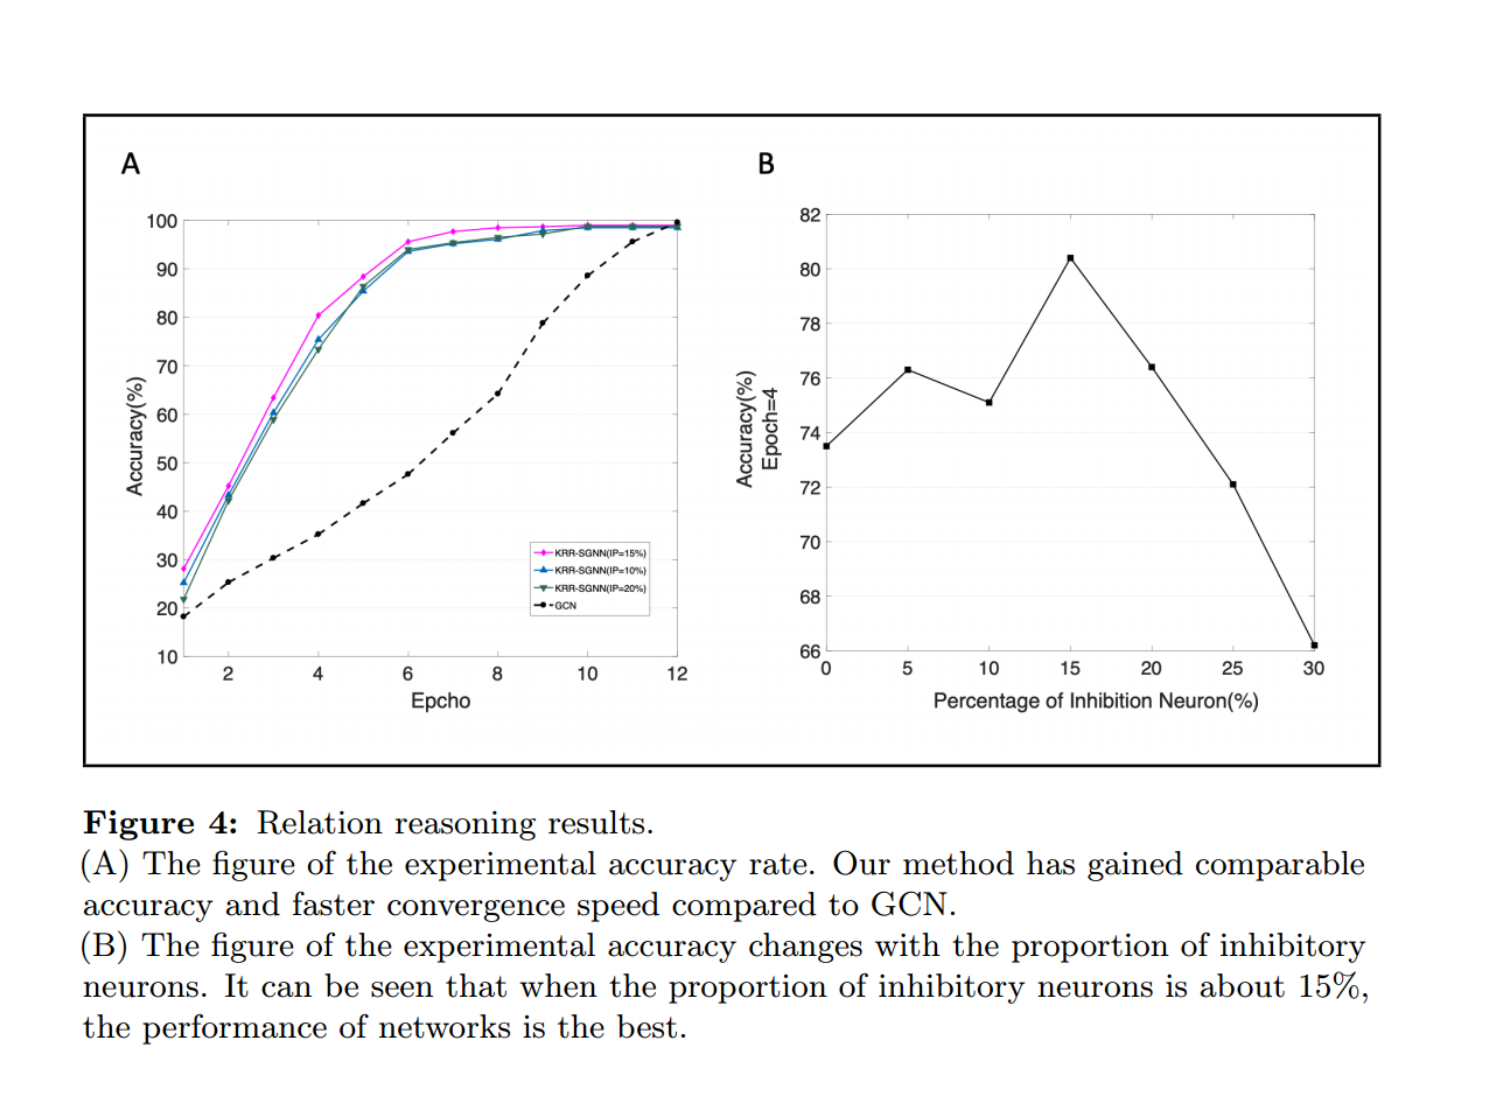 A
100
90
80
70
60
50
40
30
20
10
Accuracy(%)
2 4 6 8 10 12
Epcho
KRR-SGNN(IP=15%)
KRR-SGNN(IP=10%)
KRR-SGNN(IP=20%)
GCN
B
82
80
78
76
74
72
70
68
66
Accuracy(%)
Epoch=4
0 5 10 15 20 25 30
Percentage of Inhibition Neuron(%)
Figure 4: Relation reasoning results.
(A) The figure of the experimental accuracy rate. Our method has gained comparable
accuracy and faster convergence speed compared to GCN.
(B) The figure of the experimental accuracy changes with the proportion of inhibitory
neurons. It can be seen that when the proportion of inhibitory neurons is about 15%,
the performance of networks is the best.